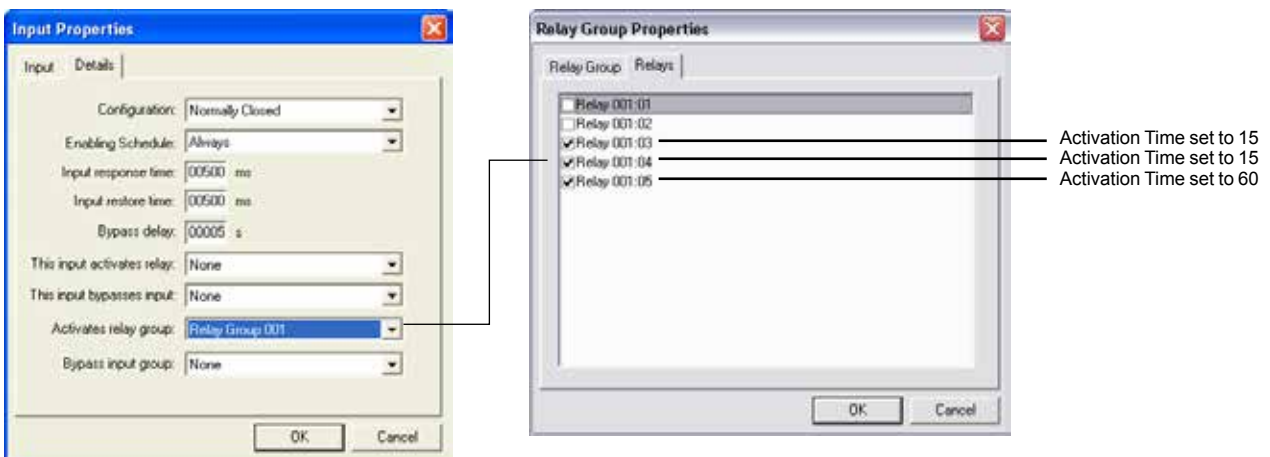 Input Properties
Input Details
Configuration: Normally Closed
Enabling Schedule: Always
Input response time: 00500 ms
Input restore time: 00500 ms
Bypass delay: 00005 s
This input activates relay: None
This input bypasses input: None
Activates relay group: Relay Group 001
Bypass input group: None
OK Cancel
Relay Group Properties
Relay Group Relays
Relay 001:01
Relay 001:02
Relay 001:03
Relay 001:04
Relay 001:05
OK Cancel
Activation Time set to 15
Activation Time set to 15
Activation Time set to 60